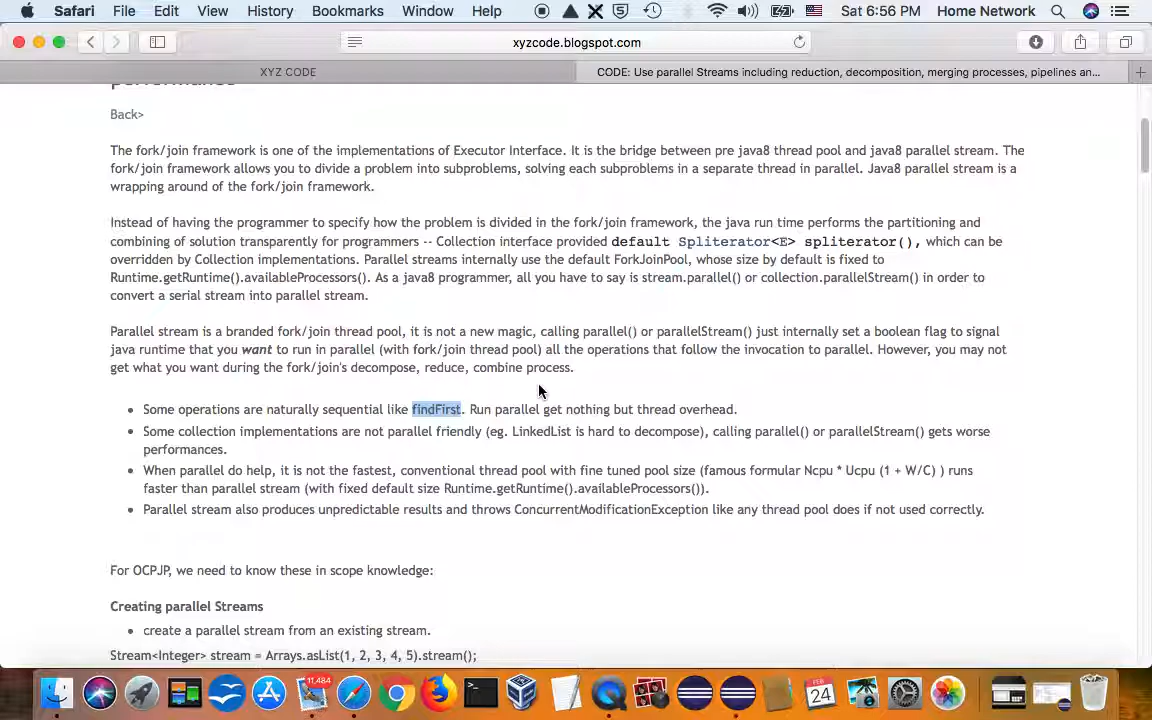 Safari File Edit View History Bookmarks Window Help Sat 6:56 PM Home Network
xyzcode.blogspot.com
XYZ CODE CODE: Use parallel Streams including reduction, decomposition, merging processes, pipelines an...
performance
Back>
The fork/join framework is one of the implementations of Executor Interface. It is the bridge between pre java8 thread pool and java8 parallel stream. The
fork/join framework allows you to divide a problem into subproblems, solving each subproblems in a separate thread in parallel. Java8 parallel stream is a
wrapping around of the fork/join framework.
Instead of having the programmer to specify how the problem is divided in the fork/join framework, the java run time performs the partitioning and
combining of solution transparently for programmers -- Collection interface provided default Spliterator<E> spliterator(), which can be
overridden by Collection implementations. Parallel streams internally use the default ForkJoinPool, whose size by default is fixed to
Runtime.getRuntime().availableProcessors(). As a java8 programmer, all you have to say is stream.parallel() or collection.parallelStream() in order to
convert a serial stream into parallel stream.
Parallel stream is a branded fork/join thread pool, it is not a new magic, calling parallel() or parallelStream() just internally set a boolean flag to signal
java runtime that you want to run in parallel (with fork/join thread pool) all the operations that follow the invocation to parallel. However, you may not
get what you want during the fork/join's decompose, reduce, combine process.
• Some operations are naturally sequential like findFirst. Run parallel get nothing but thread overhead.
• Some collection implementations are not parallel friendly (eg. LinkedList is hard to decompose), calling parallel() or parallelStream() gets worse
performances.
• When parallel do help, it is not the fastest, conventional thread pool with fine tuned pool size (famous formular Ncpu * Ucpu (1 + W/C) ) runs
faster than parallel stream (with fixed default size Runtime.getRuntime().availableProcessors()).
• Parallel stream also produces unpredictable results and throws ConcurrentModificationException like any thread pool does if not used correctly.
For OCPJP, we need to know these in scope knowledge:
Creating parallel Streams
• create a parallel stream from an existing stream.
Stream<Integer> stream = Arrays.asList(1, 2, 3, 4, 5).stream();
11,484
FEB
24